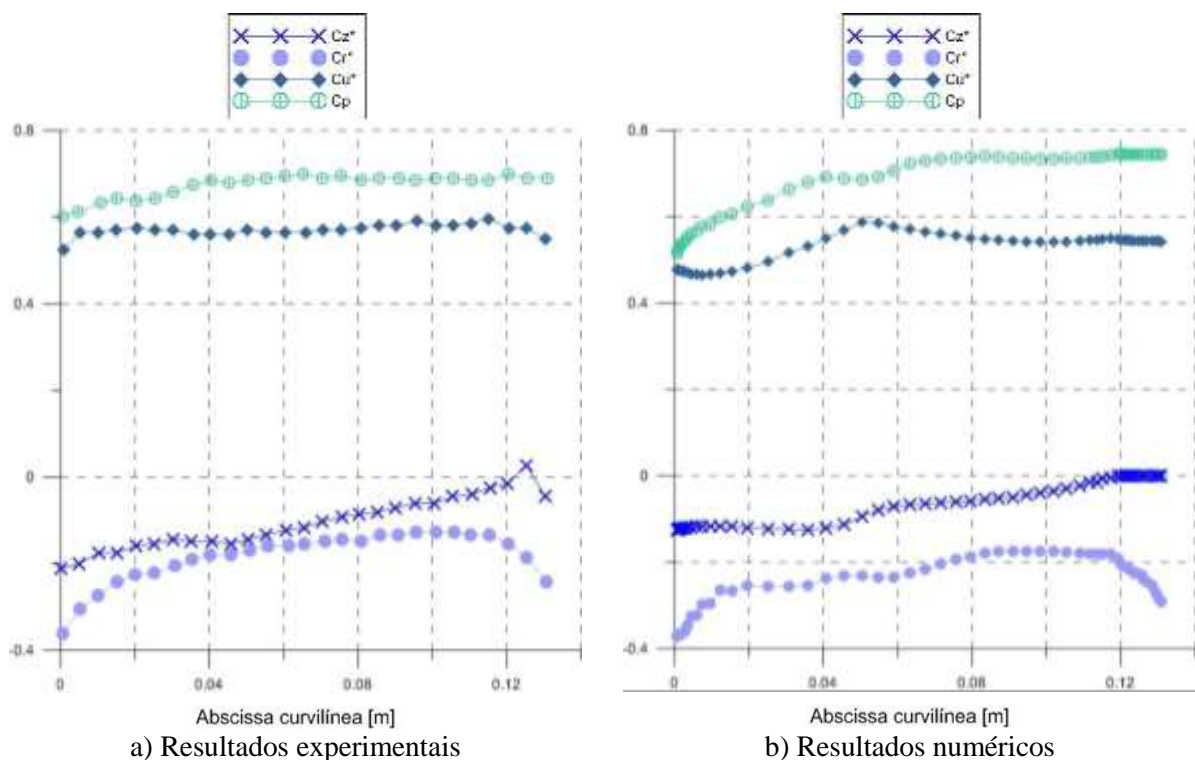 Cz*
Cr*
Cu*
Cp
0.8
0.4
0
-0.4
0 0.04 0.08 0.12
Abscissa curvilínea [m]
a) Resultados experimentais
Cz*
Cr*
Cu*
Cp
0.8
0.4
0
-0.4
0 0.04 0.08 0.12
Abscissa curvilínea [m]
b) Resultados numéricos